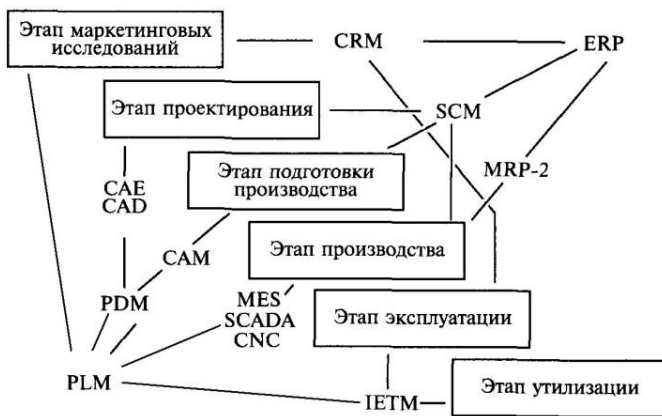 Этап маркетинговых
исследований
CRM
ERP
Этап проектирования
SCM
Этап подготовки
производства
MRP-2
CAE
CAD
Этап производства
CAM
PDM
MES
SCADA
CNC
Этап эксплуатации
PLM
IETM
Этап утилизации